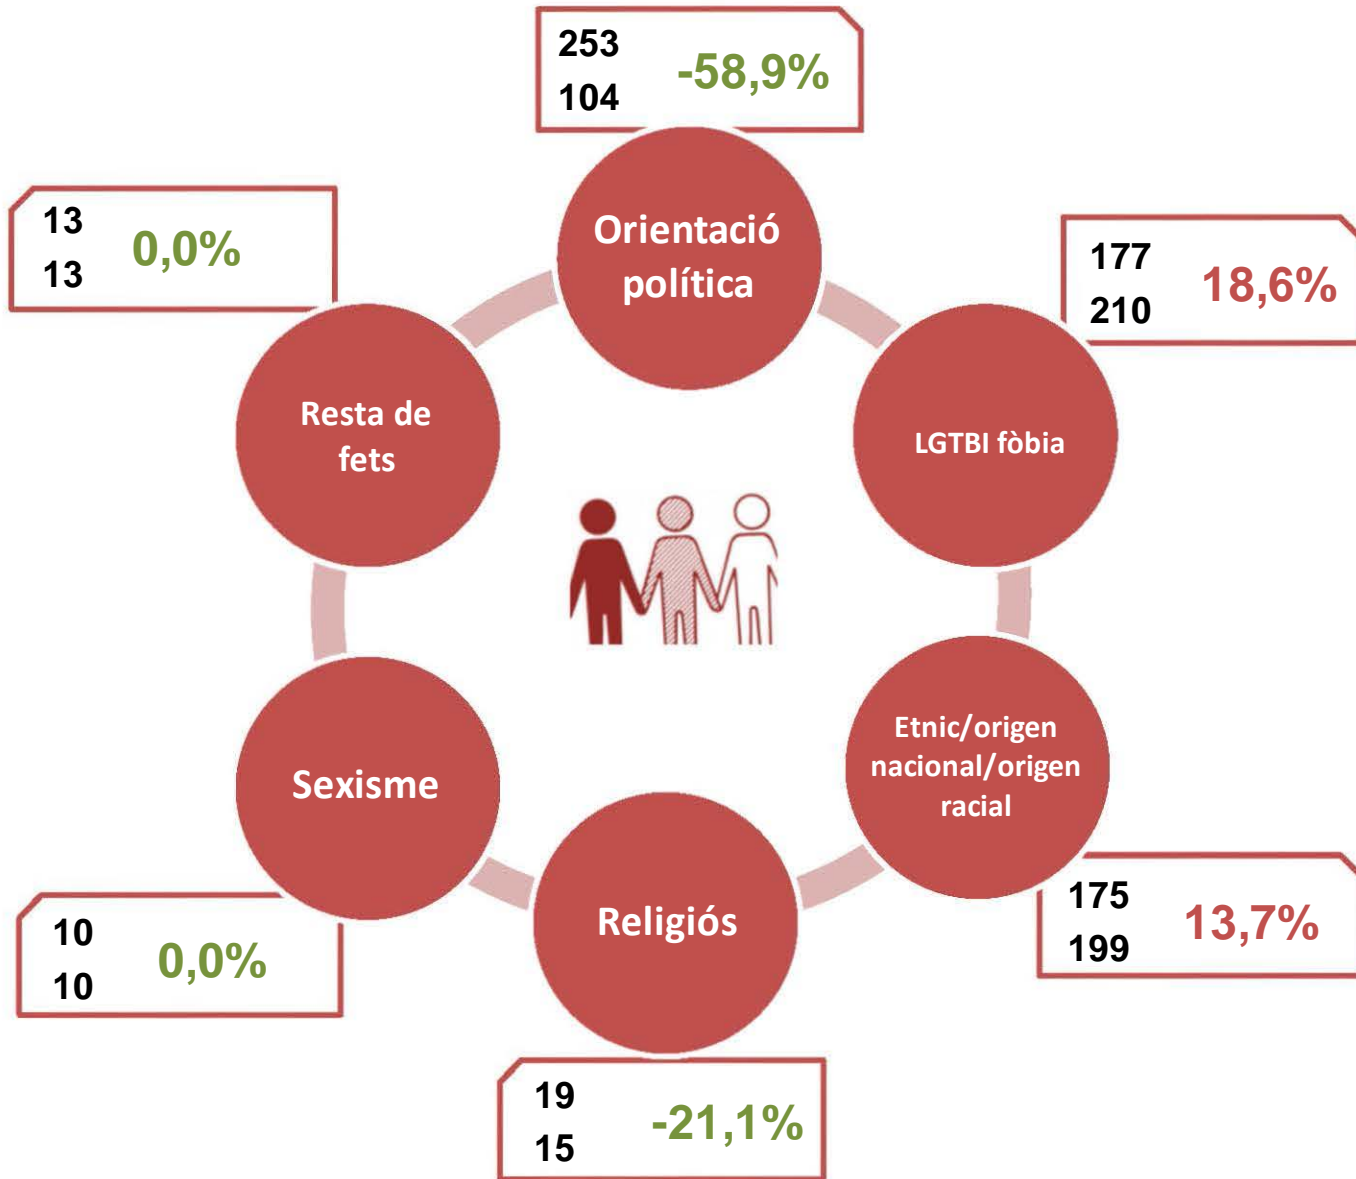 253
104
-58,9%
Orientació
política
177
210
18,6%
LGTBI fòbia
175
199
13,7%
Etnic/origen
nacional/origen
racial
19
15
-21,1%
Religiós
10
10
0,0%
Sexisme
13
13
0,0%
Resta de
fets